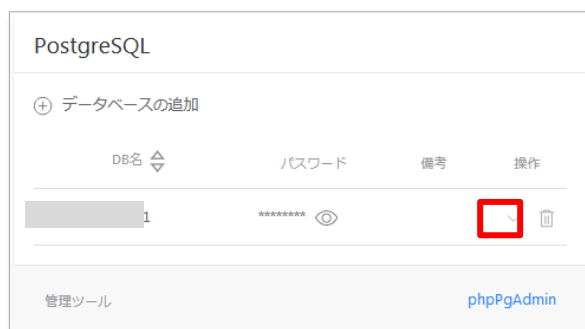 PostgreSQL
データベースの追加
DB名 パスワード 備考 操作
1 ********
管理ツール phpPgAdmin